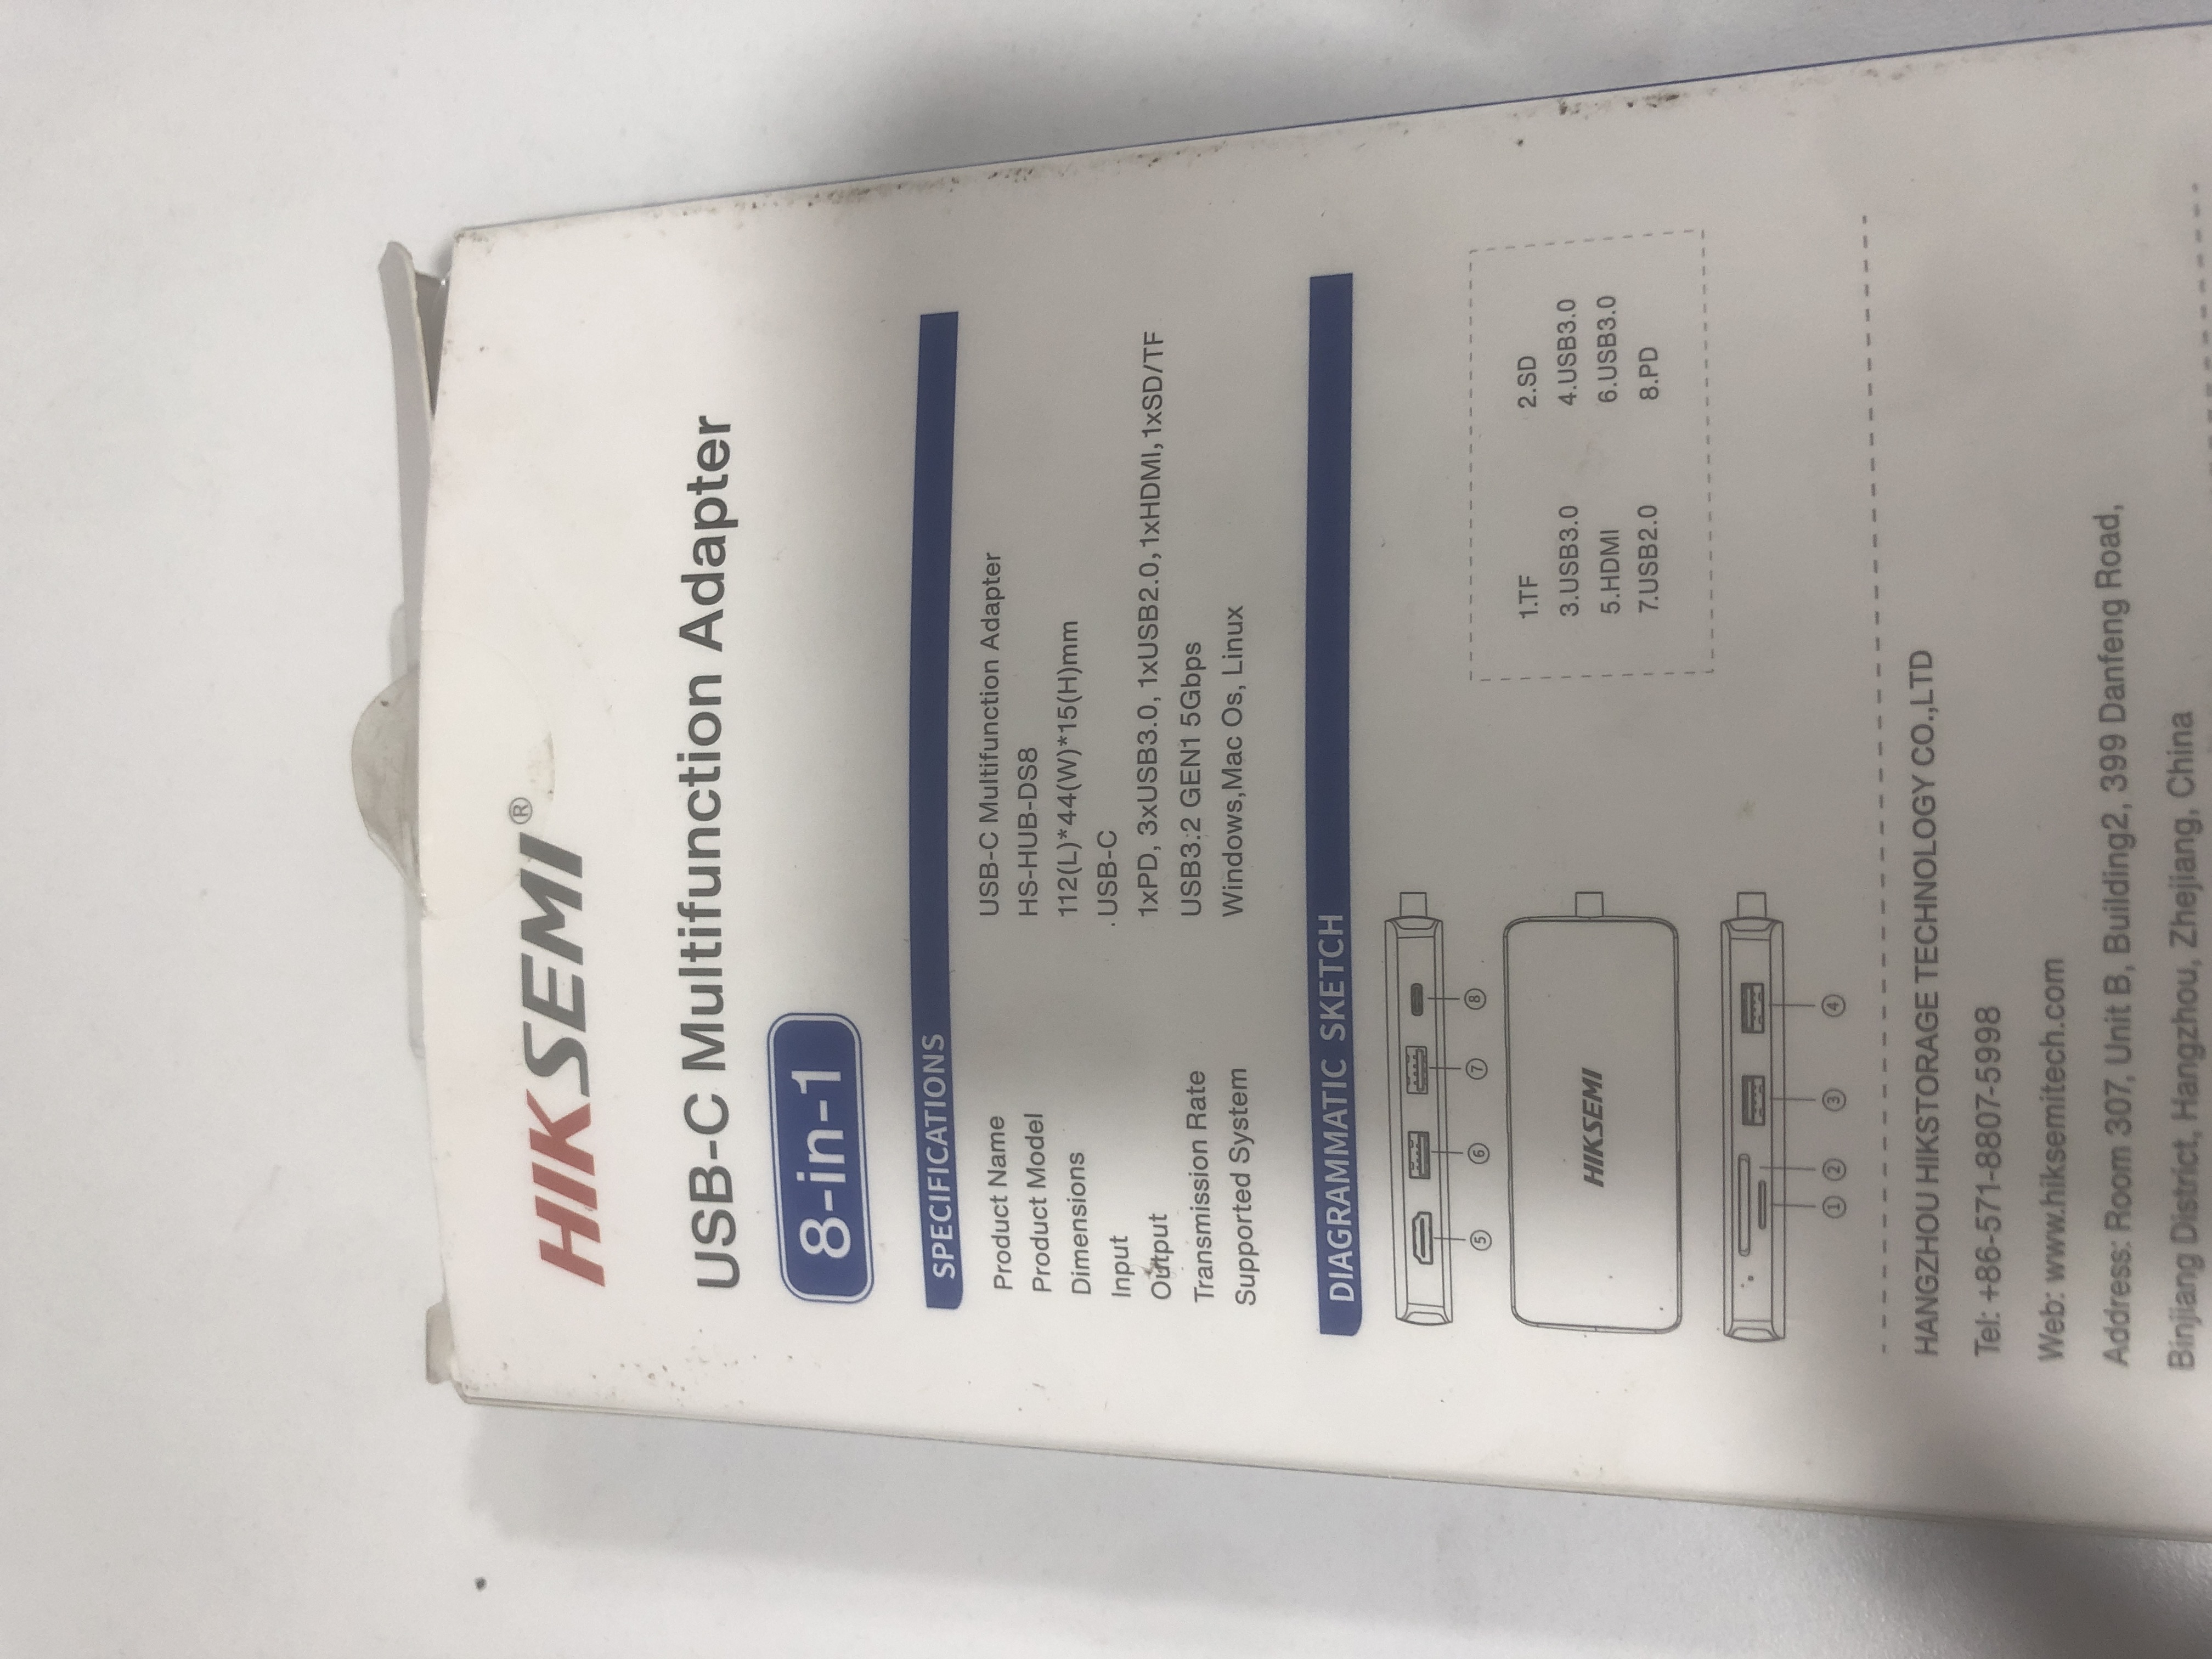 HIKSEMI®
USB-C Multifunction Adapter
8-in-1
SPECIFICATIONS
Product Name USB-C Multifunction Adapter
Product Model HS-HUB-DS8
Dimensions 112(L)*44(W)*15(H)mm
Input USB-C
Output 1xPD, 3xUSB3.0, 1xUSB2.0,1xHDMI,1xSD/TF
Transmission Rate USB3.2 GEN1 5Gbps
Supported System Windows,Mac Os, Linux
DIAGRAMMATIC SKETCH
⑤ ⑥ ⑦ ⑧
HIKSEMI
① ② ③ ④
1.TF 2.SD
3.USB3.0 4.USB3.0
5.HDMI 6.USB3.0
7.USB2.0 8.PD
HANGZHOU HIKSTORAGE TECHNOLOGY CO.,LTD
Tel: +86-571-8807-5998
Web: www.hiksemitech.com
Address: Room 307, Unit B, Building2, 399 Danfeng Road,
Binjiang District, Hangzhou, Zhejiang, China